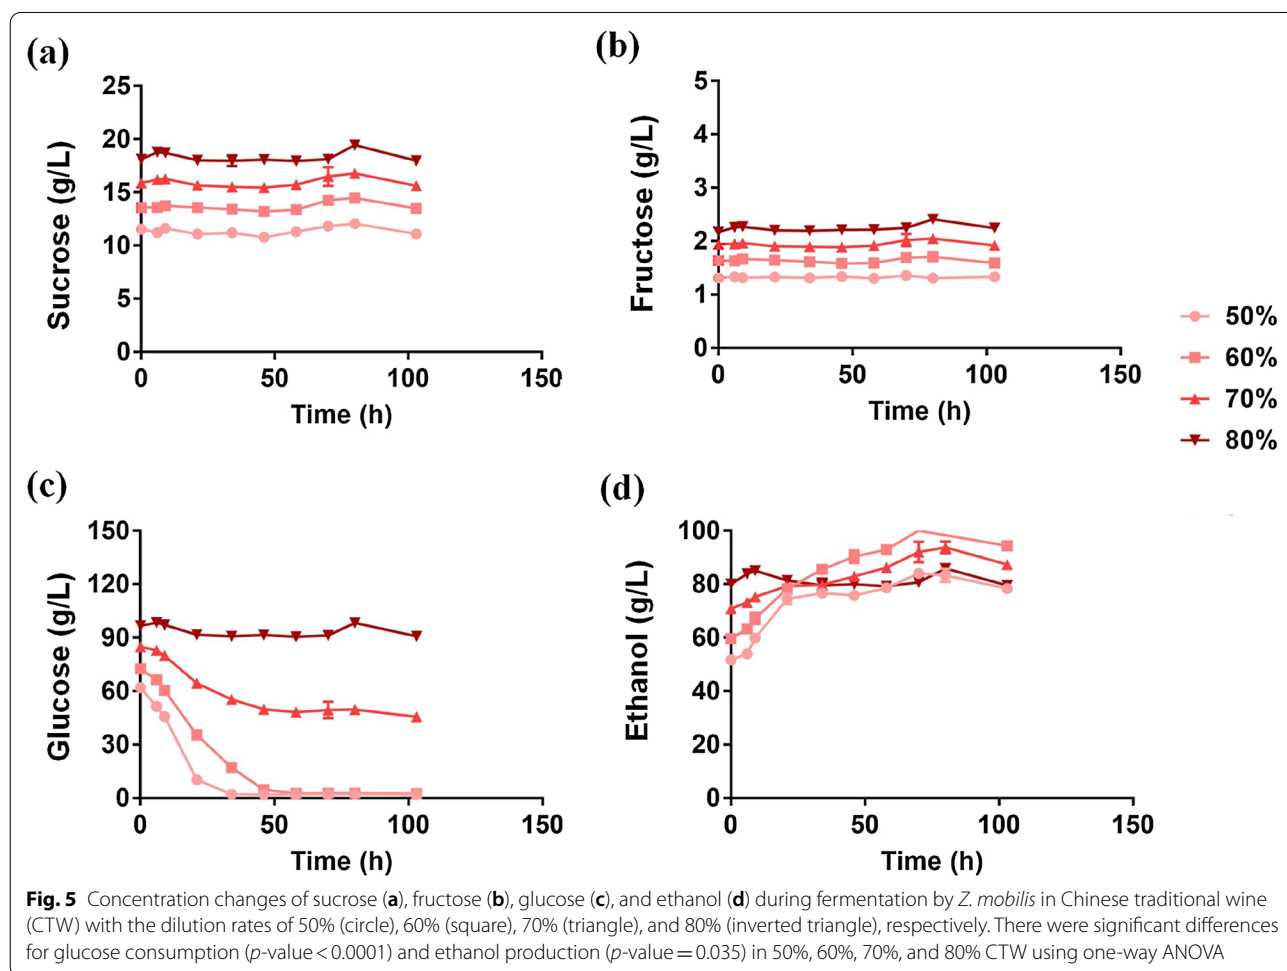 (a)
25
20
15
10
5
0
Sucrose (g/L)
0 50 100 150
Time (h)
(b)
5
4
3
2
1
0
Fructose (g/L)
0 50 100 150
Time (h)
50%
60%
70%
80%
(c)
150
120
90
60
30
0
Glucose (g/L)
0 50 100 150
Time (h)
(d)
100
80
60
40
20
0
Ethanol (g/L)
0 50 100 150
Time (h)
Fig. 5 Concentration changes of sucrose (a), fructose (b), glucose (c), and ethanol (d) during fermentation by Z. mobilis in Chinese traditional wine
(CTW) with the dilution rates of 50% (circle), 60% (square), 70% (triangle), and 80% (inverted triangle), respectively. There were significant differences
for glucose consumption (p-value < 0.0001) and ethanol production (p-value = 0.035) in 50%, 60%, 70%, and 80% CTW using one-way ANOVA